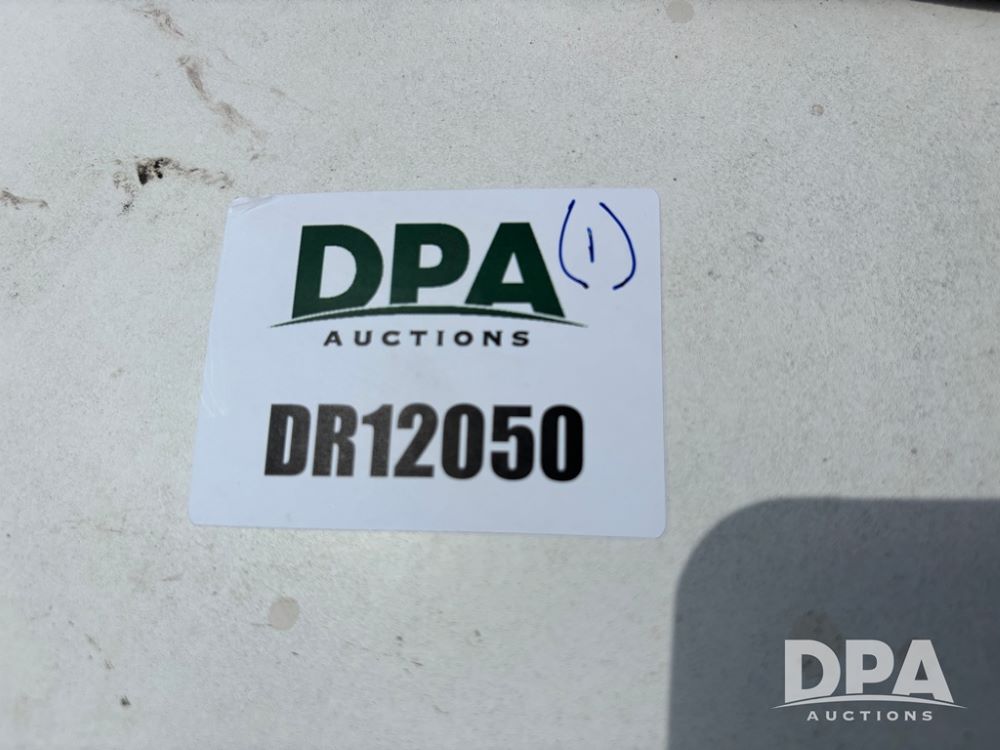 DPA
(1)
AUCTIONS
DR12050
DPA
AUCTIONS